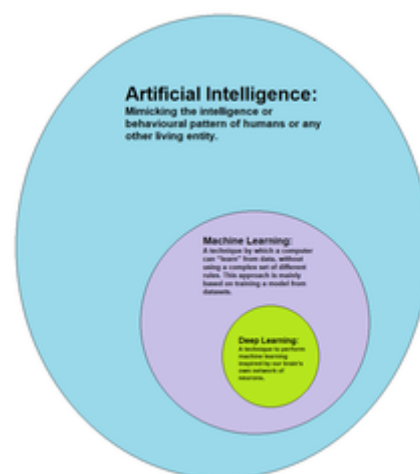 Artificial Intelligence:
Mimicking the intelligence or
behavioural pattern of humans or any
other living entity.
Machine Learning:
A technique by which a computer
can "learn" from data, without
using a complex set of different
rules. This approach is mainly
based on training a model from
datasets.
Deep Learning:
A technique to perform
machine learning
inspired by our brain's
own network of
neurons.